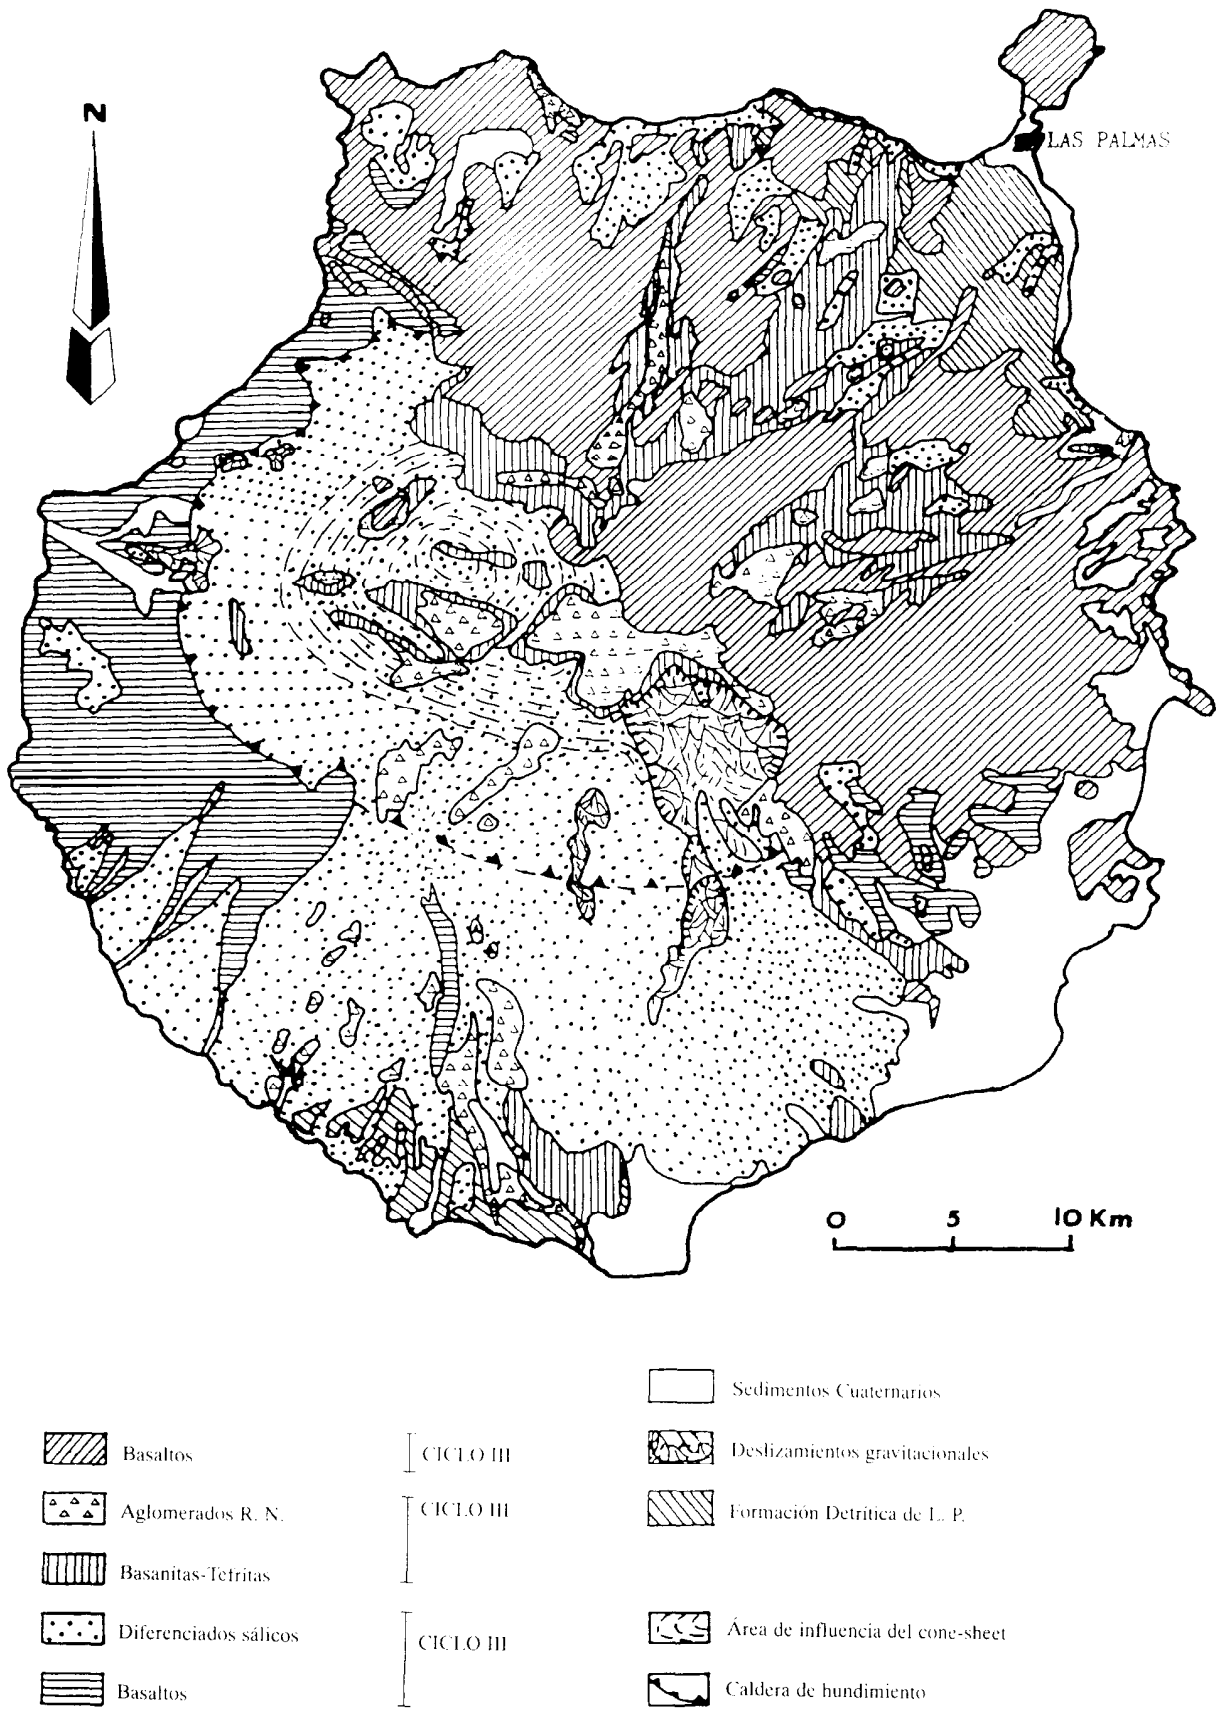 N
LAS PALMAS
0 5 10 Km
Sedimentos Cuaternarios
Basaltos
CICLO III
Deslizamientos gravitacionales
Aglomerados R. N.
CICLO III
Formación Detrítica de L. P.
Basanitas-Tefritas
Diferenciados sálicos
CICLO III
Área de influencia del cone-sheet
Basaltos
Caldera de hundimiento